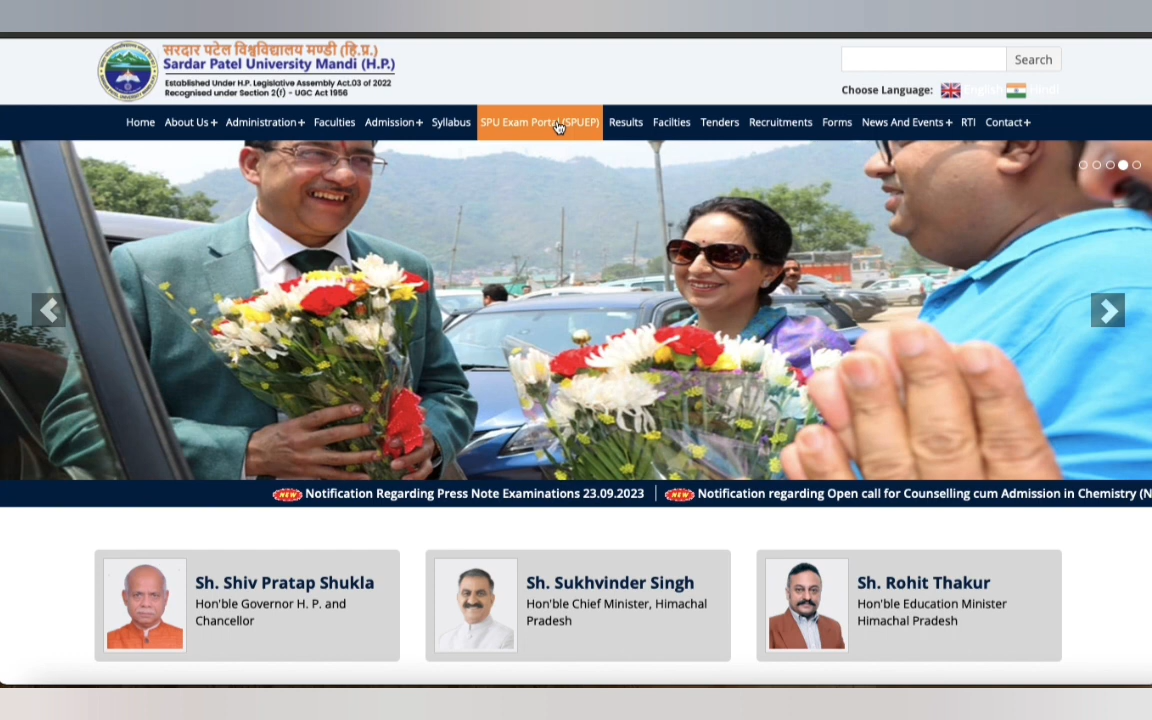 सरदार पटेल विश्वविद्यालय मण्डी (हि.प्र.)
Sardar Patel University Mandi (H.P.)
Established Under H.P. Legislative Assembly Act.03 of 2022
Recognised under Section 2(f) - UGC Act 1956
Search
Choose Language: English Hindi
Home About Us + Administration + Faculties Admission + Syllabus SPU Exam Portal (SPUEP) Results Facilties Tenders Recruitments Forms News And Events + RTI Contact +
NEW Notification Regarding Press Note Examinations 23.09.2023 NEW Notification regarding Open call for Counselling cum Admission in Chemistry (N
Sh. Shiv Pratap Shukla
Hon'ble Governor H. P. and
Chancellor
Sh. Sukhvinder Singh
Hon'ble Chief Minister, Himachal
Pradesh
Sh. Rohit Thakur
Hon'ble Education Minister
Himachal Pradesh